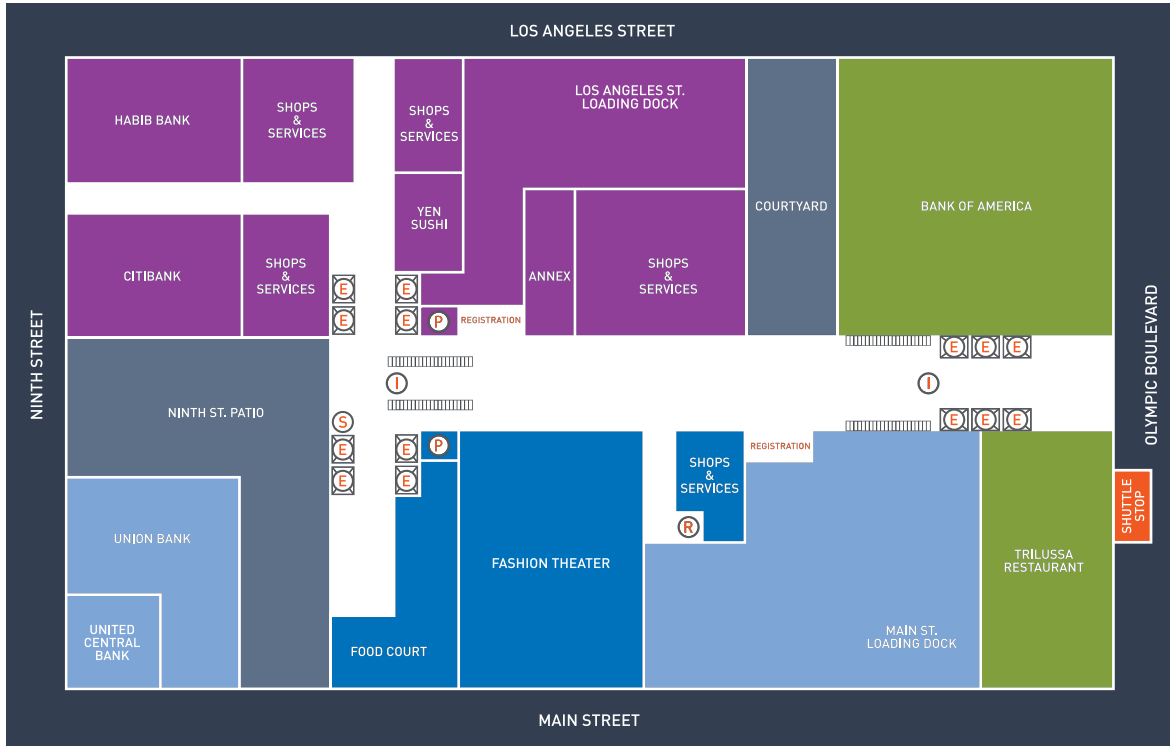 LOS ANGELES STREET
HABIB BANK
SHOPS
&
SERVICES
SHOPS
&
SERVICES
LOS ANGELES ST.
LOADING DOCK
YEN
SUSHI
COURTYARD
BANK OF AMERICA
CITIBANK
SHOPS
&
SERVICES
ANNEX
SHOPS
&
SERVICES
E
E
E
E
P
REGISTRATION
E
E
E
NINTH STREET
OLYMPIC BOULEVARD
I
I
NINTH ST. PATIO
S
E
E
E
E
P
E
E
E
REGISTRATION
SHOPS
&
SERVICES
R
SHUTTLE
STOP
UNION BANK
FASHION THEATER
TRILUSSA
RESTAURANT
UNITED
CENTRAL
BANK
FOOD COURT
MAIN ST.
LOADING DOCK
MAIN STREET